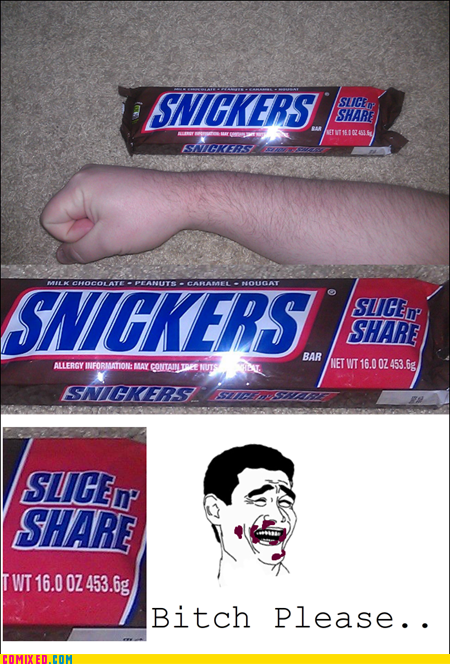 MILK CHOCOLATE • PEANUTS • CARAMEL • NOUGAT
SNICKERS®
BAR
SLICE n'
SHARE
NET WT 16.0 OZ 453.6g
ALLERGY INFORMATION: MAY CONTAIN TREE NUTS
SNICKERS SLICE n' SHARE
MILK CHOCOLATE • PEANUTS • CARAMEL • NOUGAT
SNICKERS®
BAR
SLICE n'
SHARE
NET WT 16.0 OZ 453.6g
ALLERGY INFORMATION: MAY CONTAIN TREE NUTS
SNICKERS SLICE n' SHARE
SLICE n'
SHARE
T WT 16.0 OZ 453.6g
Bitch Please..
COMIXED.COM